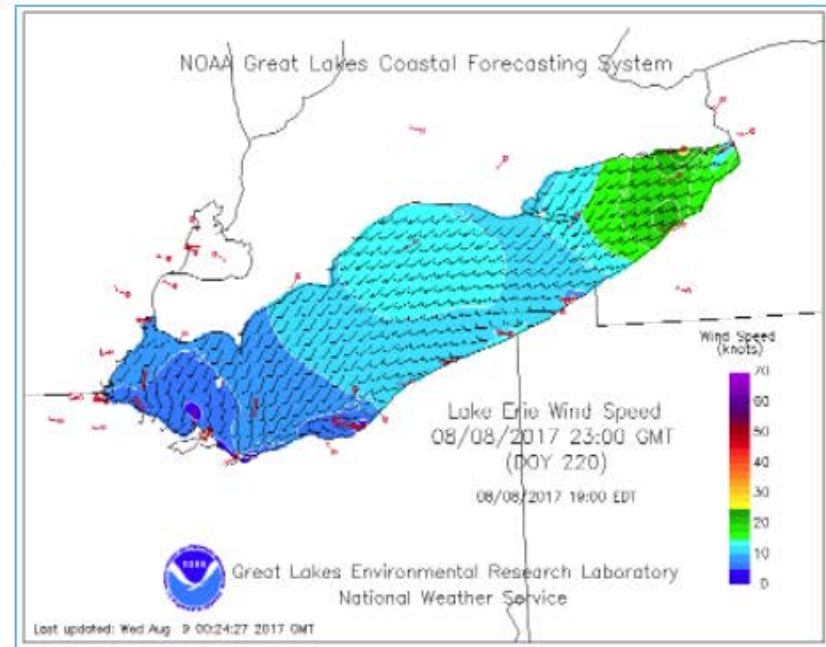 NOAA Great Lakes Coastal Forecasting System
Wind Speed
(knots)
70
60
50
40
30
20
10
0
Lake Erie Wind Speed
08/08/2017 23:00 GMT
(DOY 220)
08/08/2017 19:00 EDT
NOAA
Great Lakes Environmental Research Laboratory
National Weather Service
Last updated: Wed Aug 9 00:24:27 2017 GMT